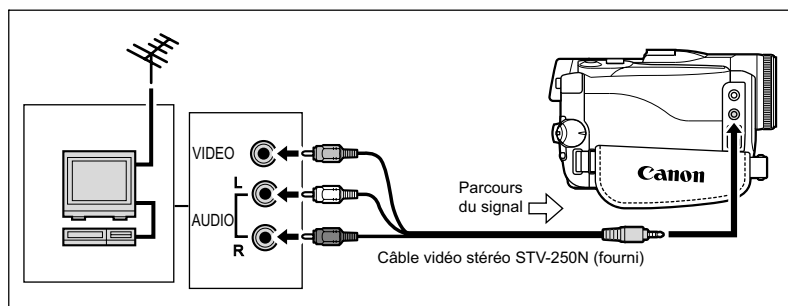 VIDEO
L
AUDIO
R
Parcours
du signal
Canon
Câble vidéo stéréo STV-250N (fourni)